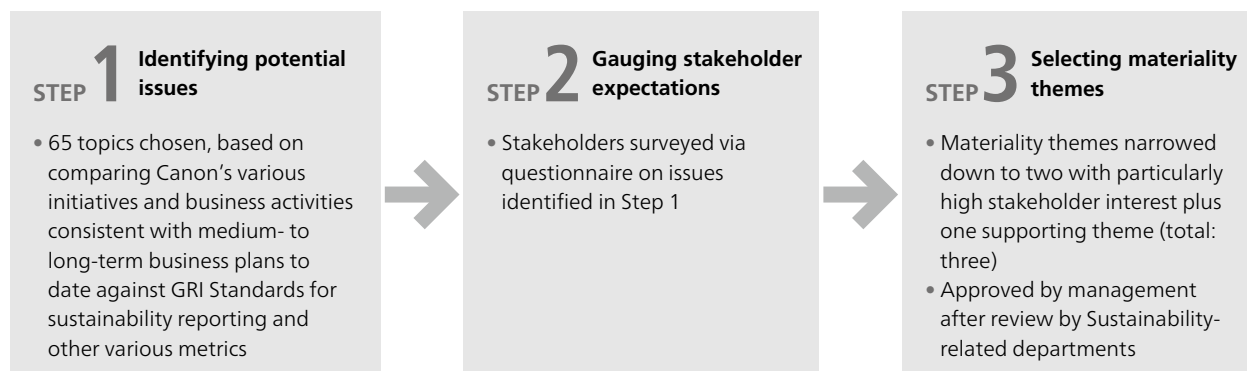 STEP 1 Identifying potential
issues
• 65 topics chosen, based on
comparing Canon’s various
initiatives and business activities
consistent with medium- to
long-term business plans to
date against GRI Standards for
sustainability reporting and
other various metrics
STEP 2 Gauging stakeholder
expectations
• Stakeholders surveyed via
questionnaire on issues
identified in Step 1
STEP 3 Selecting materiality
themes
• Materiality themes narrowed
down to two with particularly
high stakeholder interest plus
one supporting theme (total:
three)
• Approved by management
after review by Sustainability-
related departments